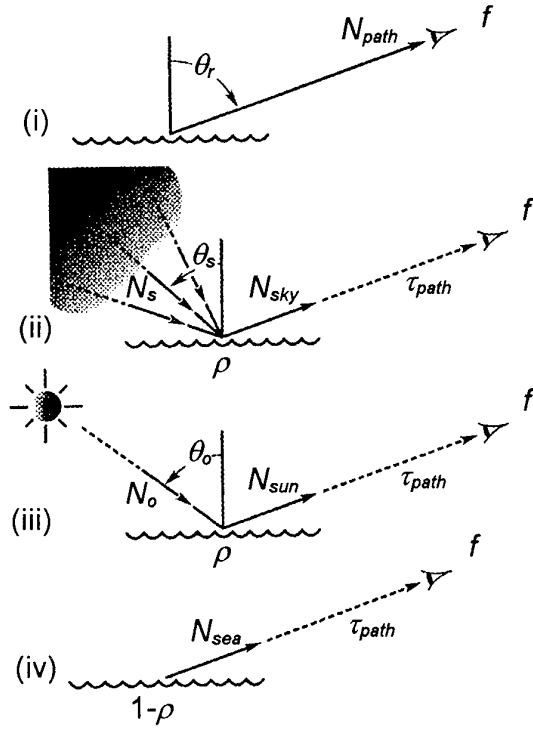 N_path f
θ_r
(i)
f
θ_s
N_s N_sky τ_path
(ii)
ρ
f
θ_o
N_o N_sun τ_path
(iii)
ρ
f
N_sea τ_path
(iv)
1-ρ